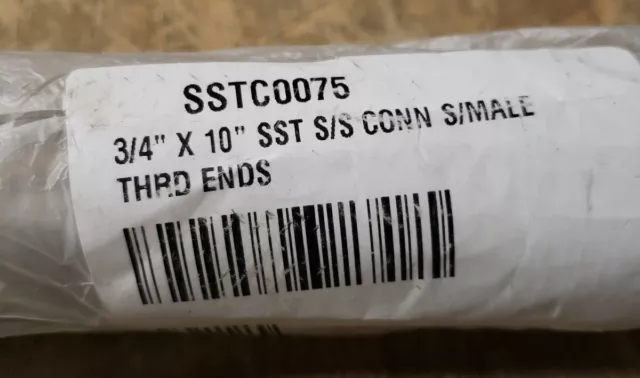 SSTC0075
3/4" X 10" SST S/S CONN S/MALE
THRD ENDS